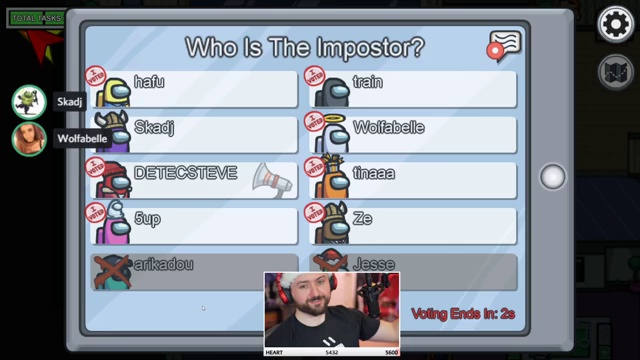 TOTAL TASKS
Who Is The Impostor?
I VOTED
hafu
I VOTED
train
Skadj
Skadj
I VOTED
Wolfabelle
Wolfabelle
I VOTED
DETECSTEVE
I VOTED
tinaaa
I VOTED
5up
I VOTED
Ze
arikadou
Jesse
Voting Ends In: 2s
HEART 5432 5600